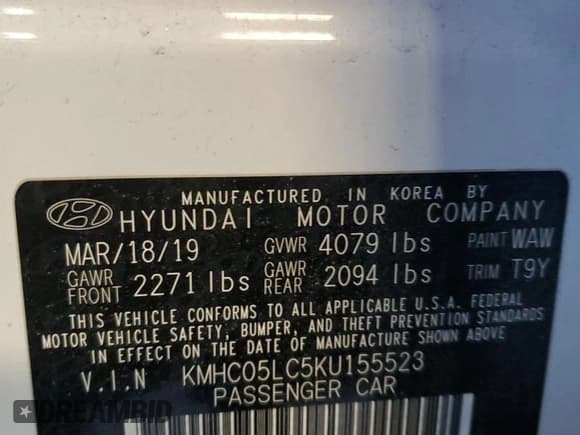 MANUFACTURED IN KOREA BY
HYUNDAI MOTOR COMPANY
MAR/18/19 GVWR 4079 lbs PAINT WAW
GAWR FRONT 2271 lbs GAWR REAR 2094 lbs TRIM T9Y
THIS VEHICLE CONFORMS TO ALL APPLICABLE U.S.A. FEDERAL
MOTOR VEHICLE SAFETY, BUMPER, AND THEFT PREVENTION STANDARDS
IN EFFECT ON THE DATE OF MANUFACTURE SHOWN ABOVE
V.I.N KMHC05LC5KU155523
PASSENGER CAR
DREAMBID